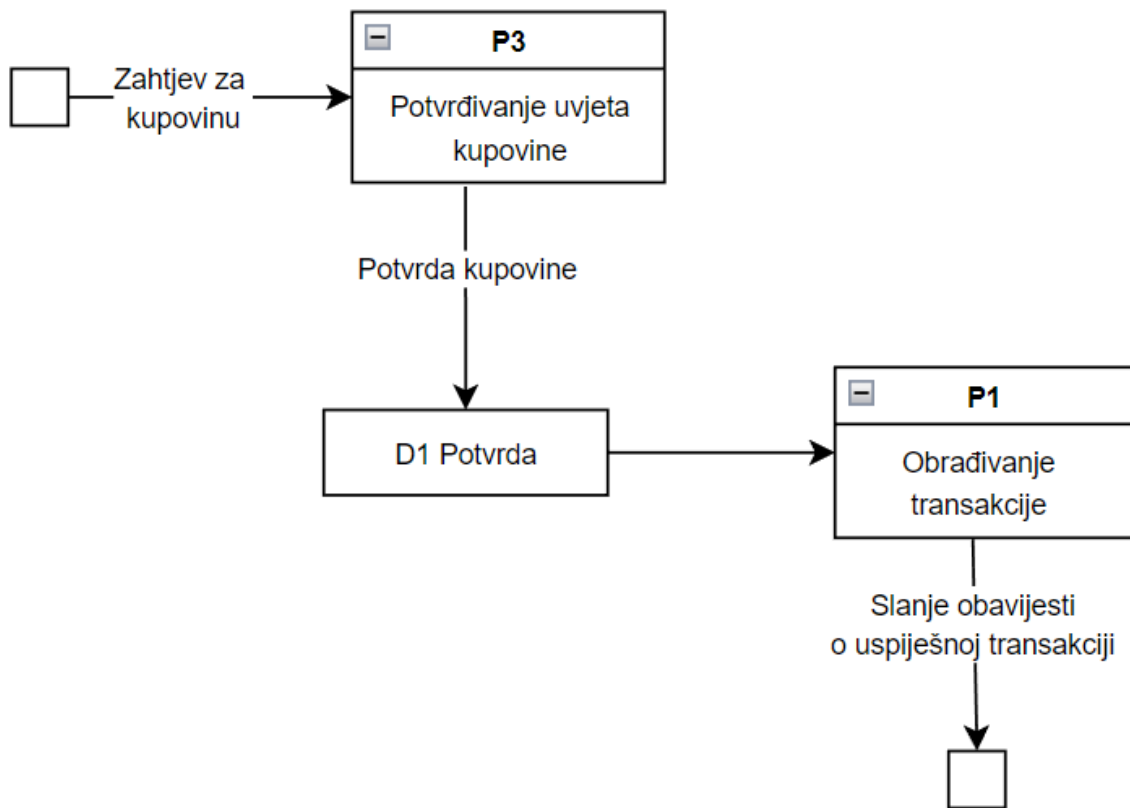 P3
Zahtjev za
kupovinu
Potvrđivanje uvjeta
kupovine
Potvrda kupovine
D1 Potvrda
P1
Obrađivanje
transakcije
Slanje obavijesti
o uspiješnoj transakciji